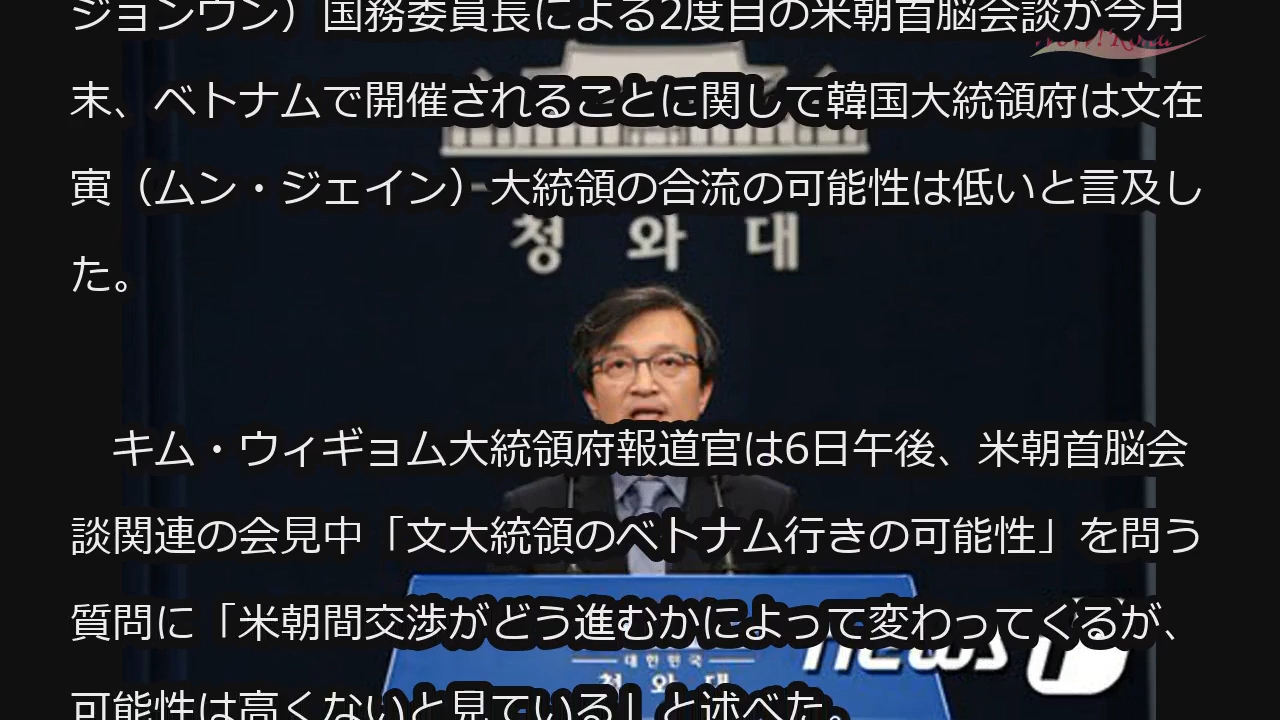 ジョンウン）国務委員長による2度目の米朝首脳会談が今月
末、ベトナムで開催されることに関して韓国大統領府は文在
寅（ムン・ジェイン）大統領の合流の可能性は低いと言及し
た。
청 와 대
キム・ウィギョム大統領府報道官は6日午後、米朝首脳会
談関連の会見中「文大統領のベトナム行きの可能性」を問う
質問に「米朝間交渉がどう進むかによって変わってくるが、
news1
대한민국
청 와 대
可能性は高くないと見ている」と述べた。